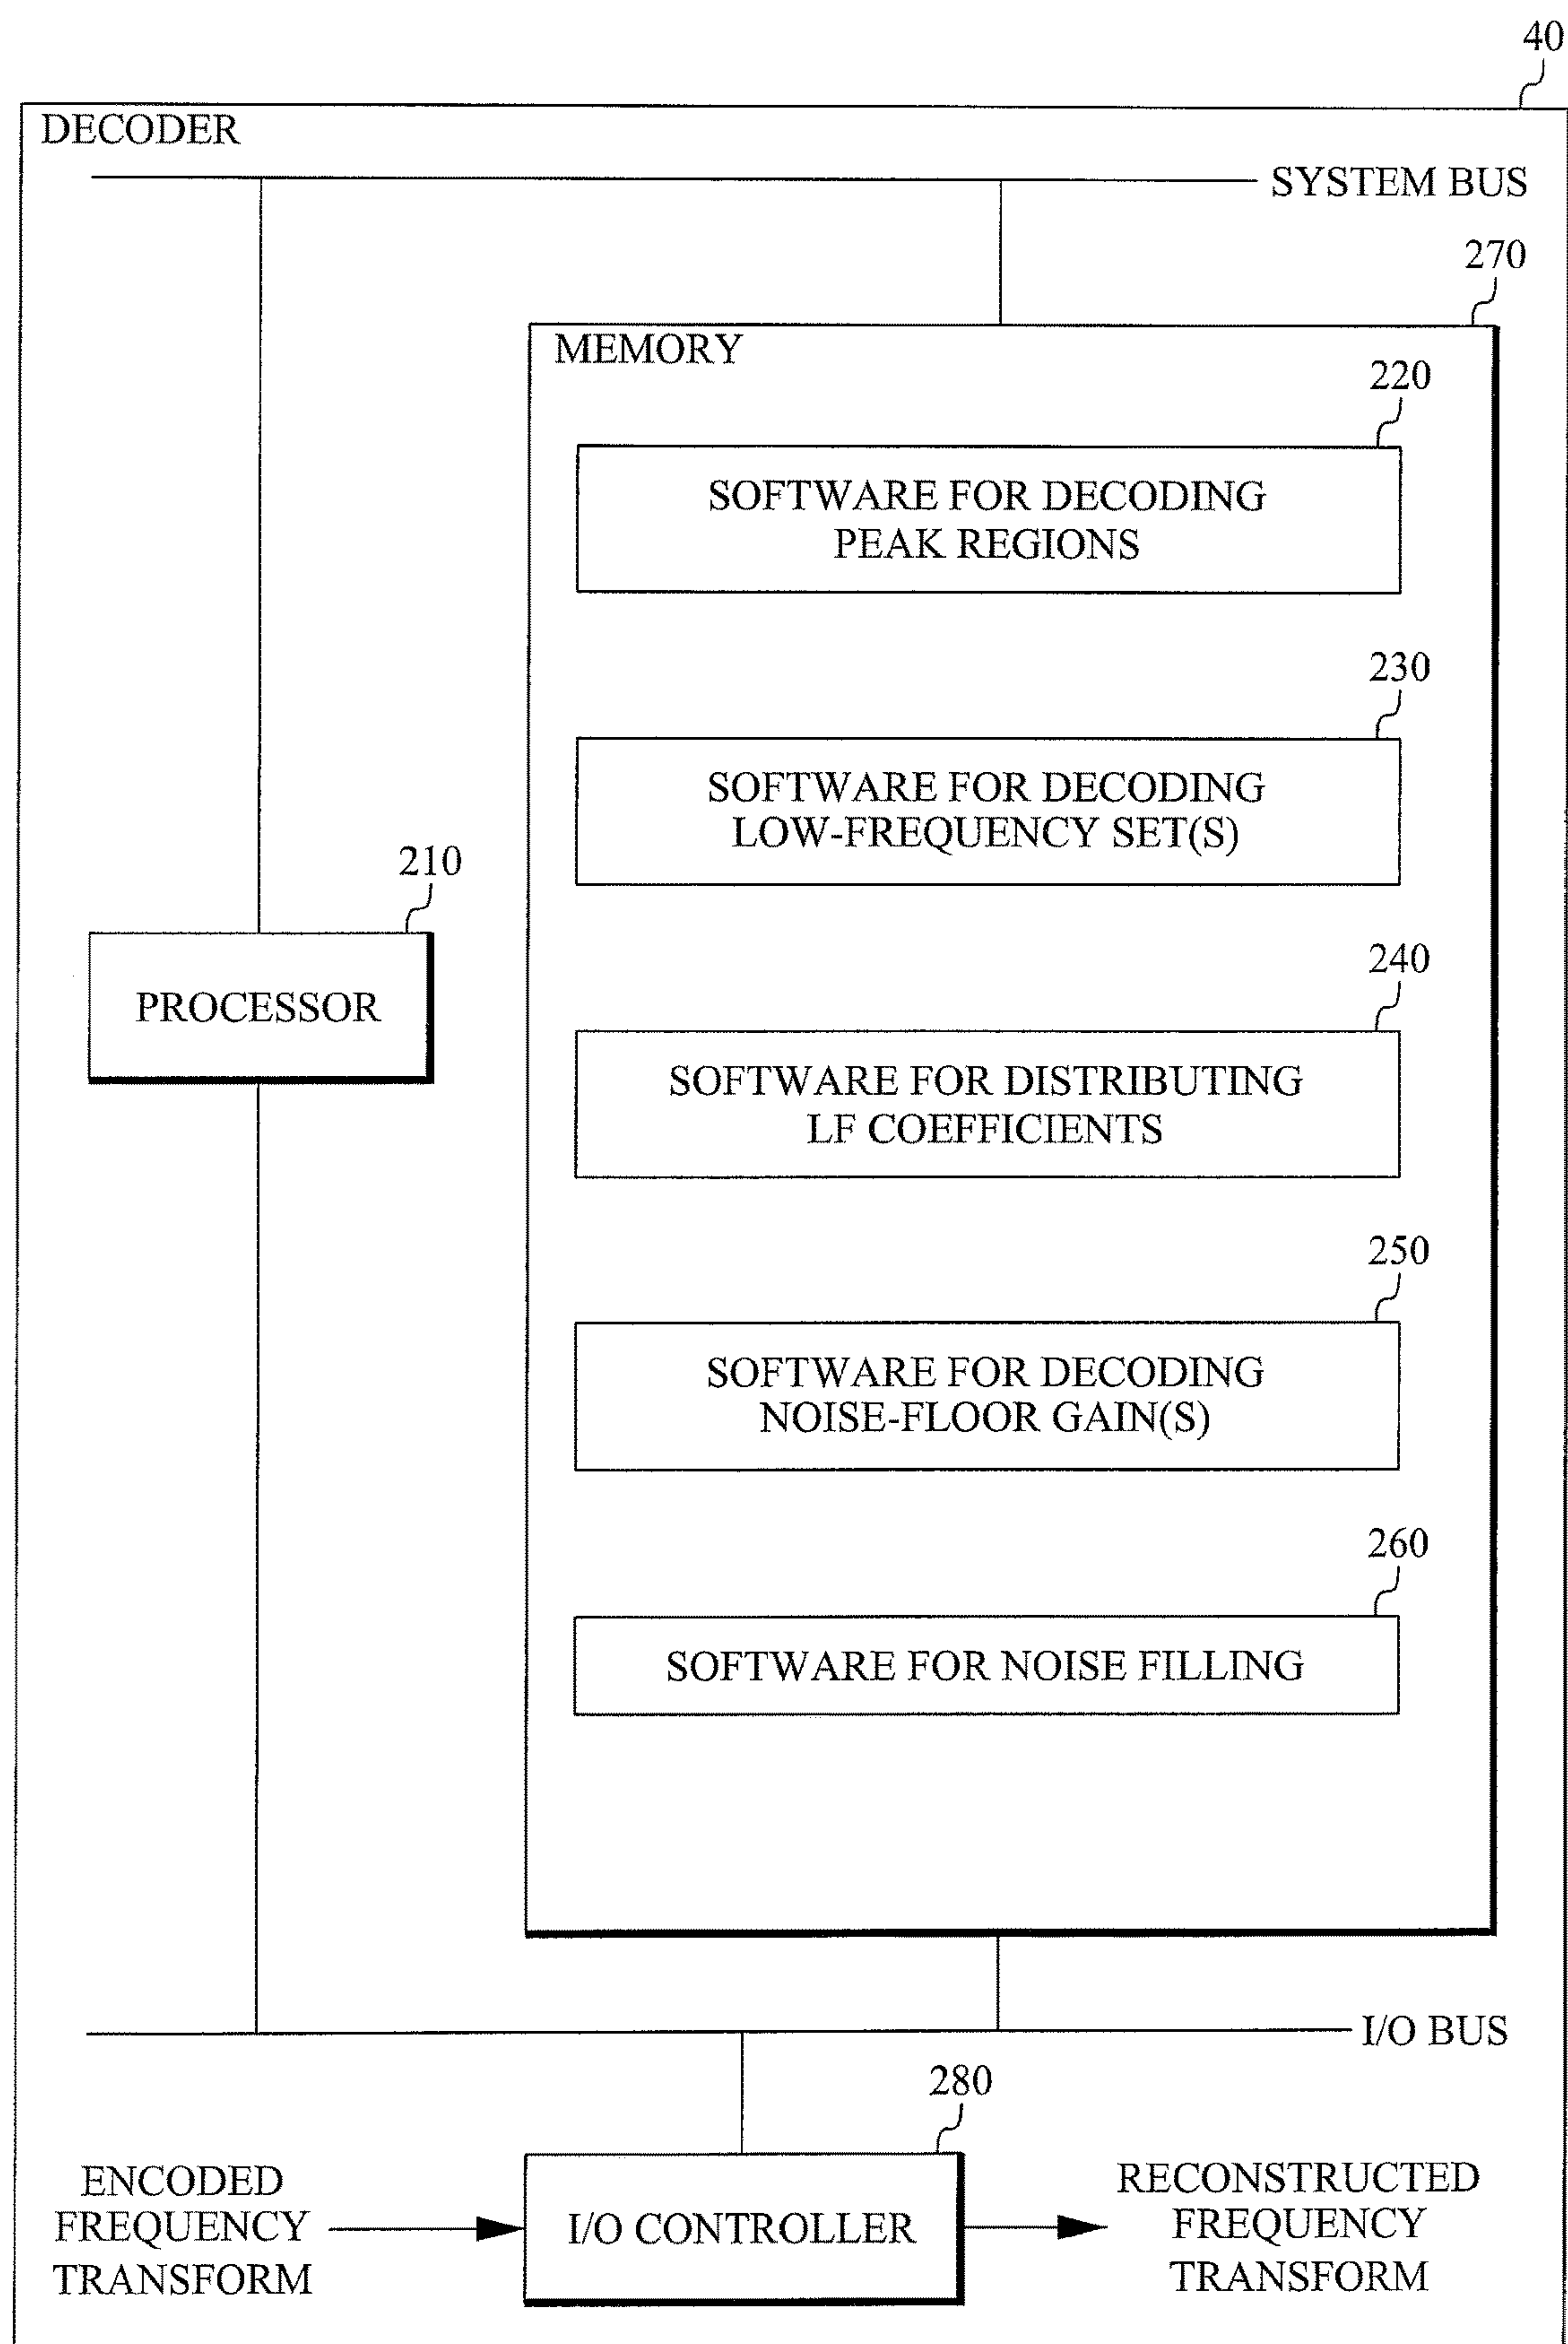 40
DECODER
SYSTEM BUS
270
MEMORY
220
SOFTWARE FOR DECODING
PEAK REGIONS
230
SOFTWARE FOR DECODING
LOW-FREQUENCY SET(S)
210
PROCESSOR
240
SOFTWARE FOR DISTRIBUTING
LF COEFFICIENTS
250
SOFTWARE FOR DECODING
NOISE-FLOOR GAIN(S)
260
SOFTWARE FOR NOISE FILLING
I/O BUS
280
ENCODED
FREQUENCY
TRANSFORM
I/O CONTROLLER
RECONSTRUCTED
FREQUENCY
TRANSFORM